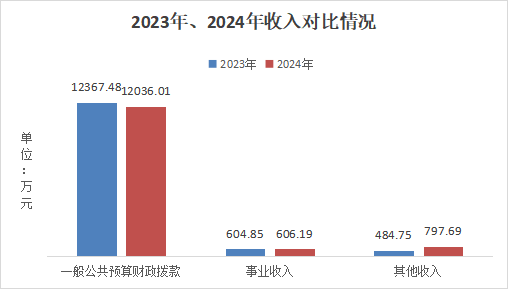 2023年、2024年收入对比情况
2023年 2024年
12367.48 12036.01
604.85 606.19
484.75 797.69
单位：万元
一般公共预算财政拨款 事业收入 其他收入